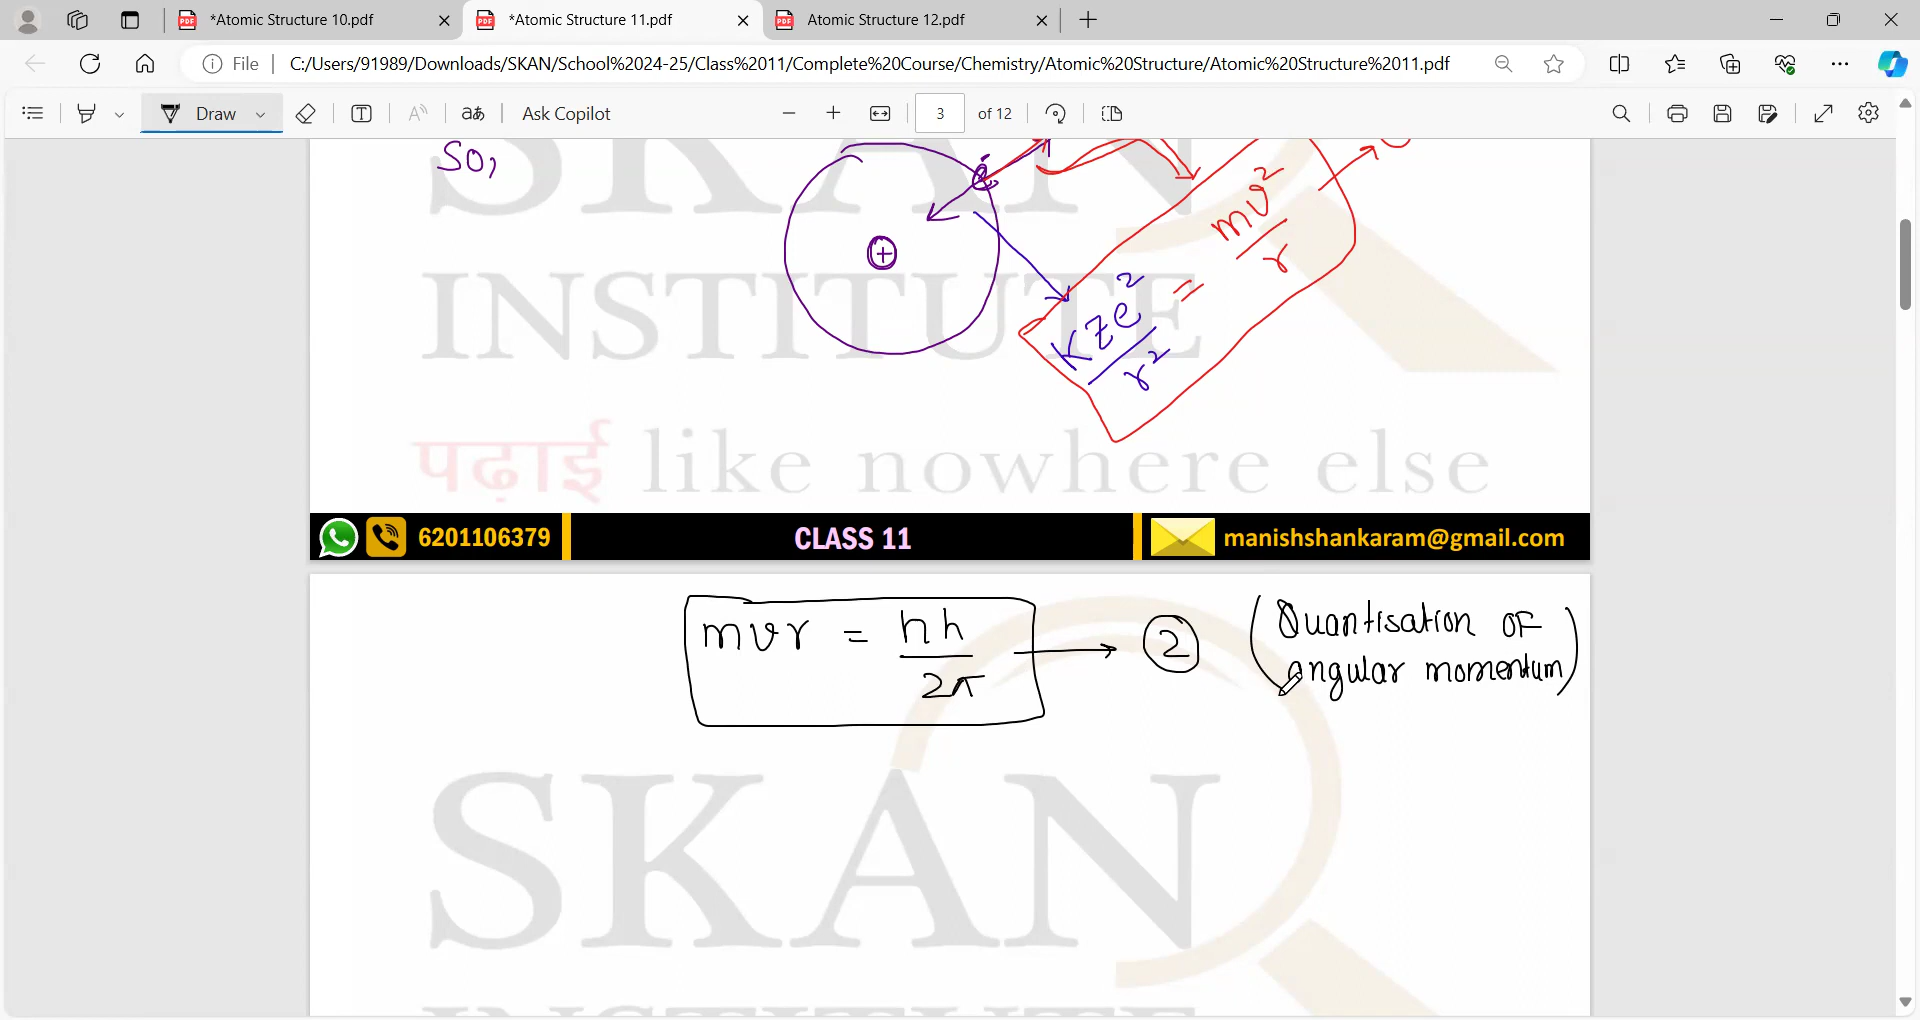 *Atomic Structure 10.pdf
*Atomic Structure 11.pdf
Atomic Structure 12.pdf
File
C:/Users/91989/Downloads/SKAN/School%2024-25/Class%2011/Complete%20Course/Chemistry/Atomic%20Structure/Atomic%20Structure%2011.pdf
Draw
Ask Copilot
3 of 12
SKAN
So,
+
mv²/r
=
KZe²/r²
INSTITUTE
पढ़ाई like nowhere else
6201106379
CLASS 11
manishshankaram@gmail.com
mvr = nh/2π
2
(Quantisation of
angular momentum)
SKAN